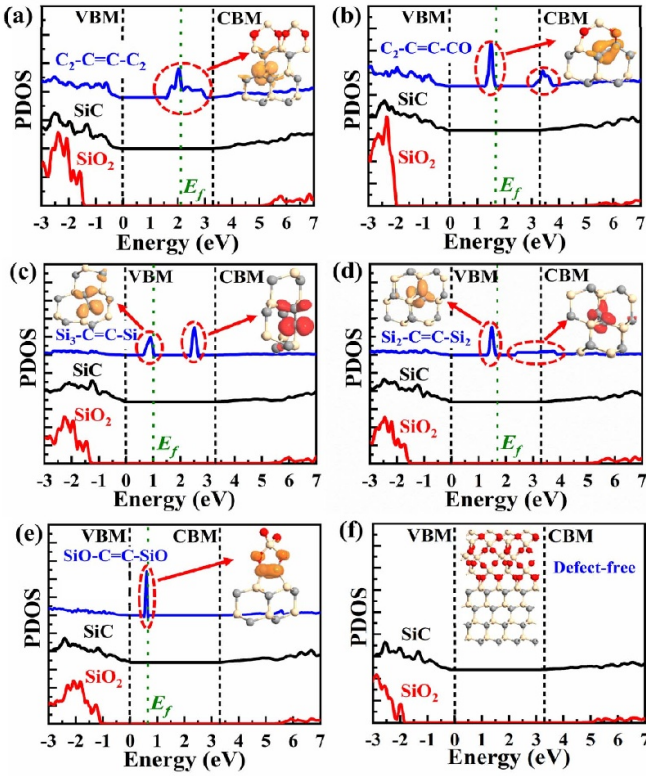 (a) VBM CBM
C2-C=C-C2
SiC
SiO2
Ef
PDOS
-3 -2 -1 0 1 2 3 4 5 6 7
Energy (eV)
(b) VBM CBM
C2-C=C-CO
SiC
SiO2
Ef
PDOS
-3 -2 -1 0 1 2 3 4 5 6 7
Energy (eV)
(c) VBM CBM
Si3-C=C-Si
SiC
SiO2
Ef
PDOS
-3 -2 -1 0 1 2 3 4 5 6 7
Energy (eV)
(d) VBM CBM
Si2-C=C-Si2
SiC
SiO2
Ef
PDOS
-3 -2 -1 0 1 2 3 4 5 6 7
Energy (eV)
(e) VBM CBM
SiO-C=C-SiO
SiC
SiO2
Ef
PDOS
-3 -2 -1 0 1 2 3 4 5 6 7
Energy (eV)
(f) VBM CBM
Defect-free
SiC
SiO2
PDOS
-3 -2 -1 0 1 2 3 4 5 6 7
Energy (eV)